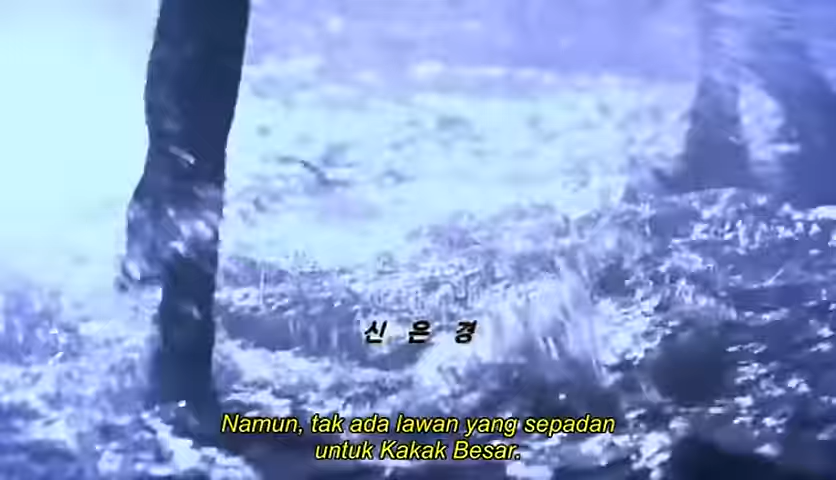 신 은 경
Namun, tak ada lawan yang sepadan
untuk Kakak Besar.